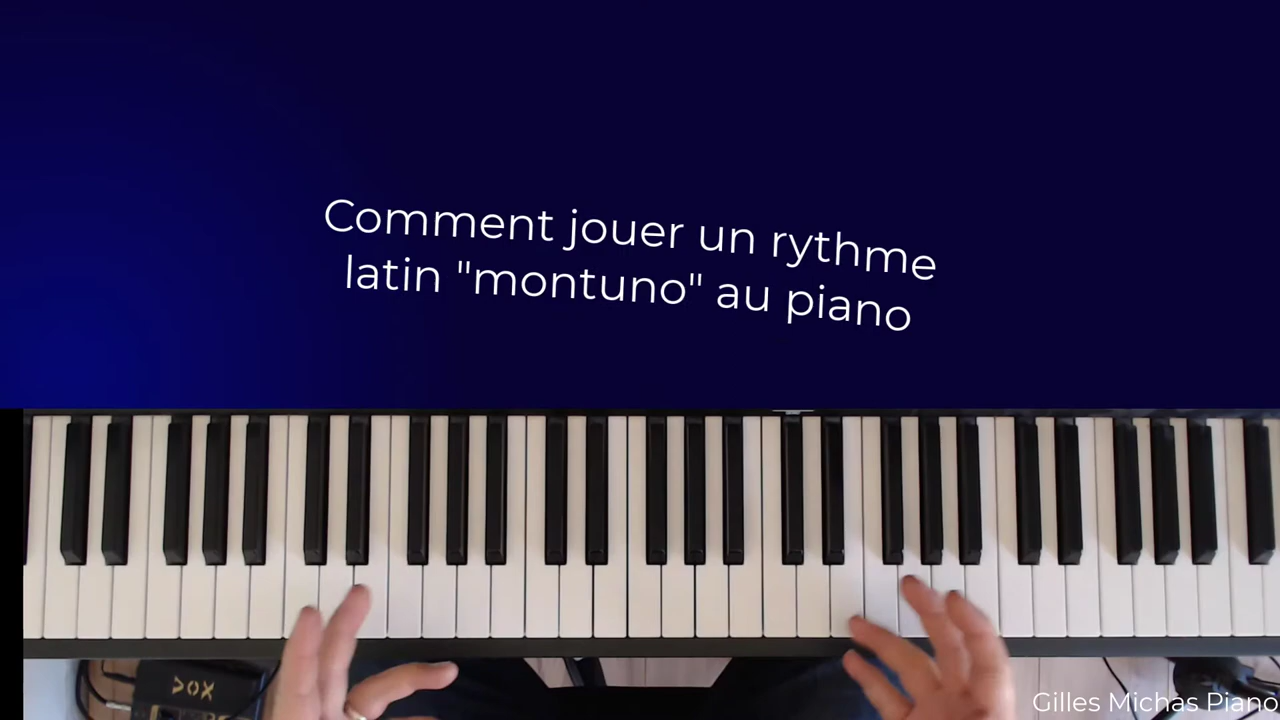 Comment jouer un rythme
latin "montuno" au piano
VOX
Gilles Michas Piano